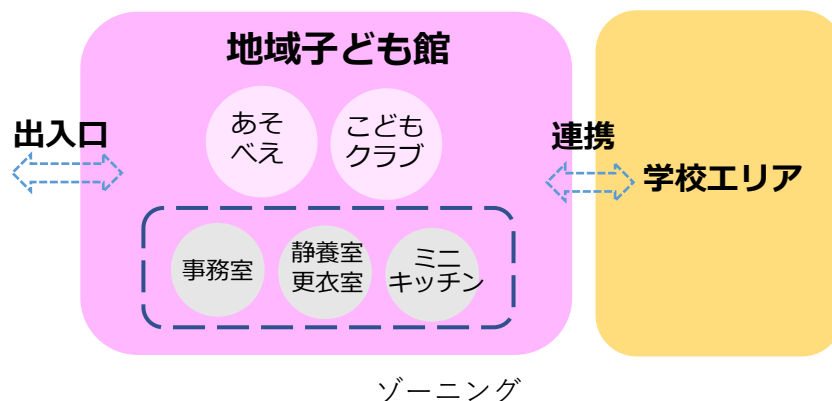 地域子ども館
出入口
あそ
べえ
こども
クラブ
連携
学校エリア
事務室
静養室
更衣室
ミニ
キッチン
ゾーニング